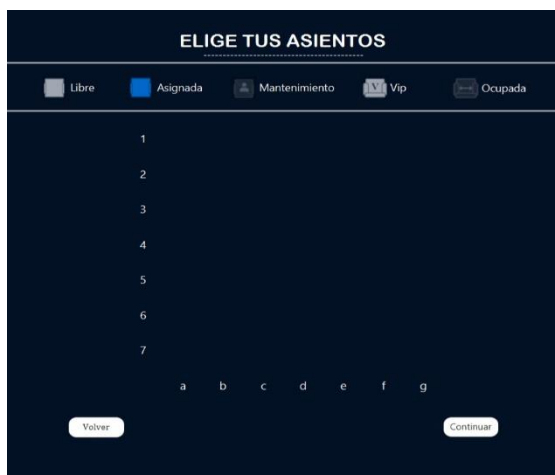 ELIGE TUS ASIENTOS
Libre Asignada Mantenimiento Vip Ocupada
1
2
3
4
5
6
7
a b c d e f g
Volver Continuar